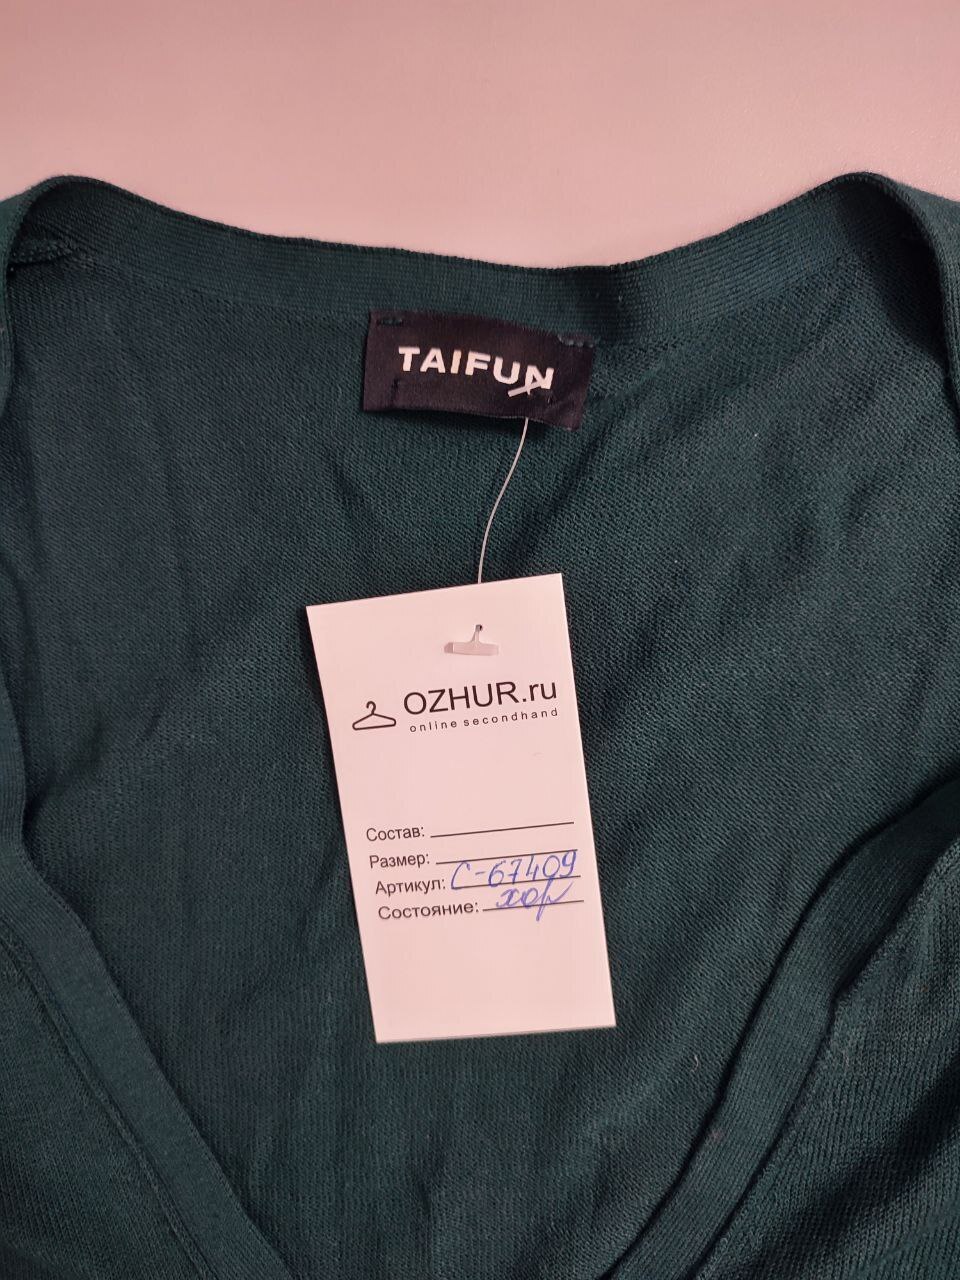 TAIFUN
OZHUR.ru
online secondhand
Состав:
Размер:
Артикул: С-67409
Состояние: хор